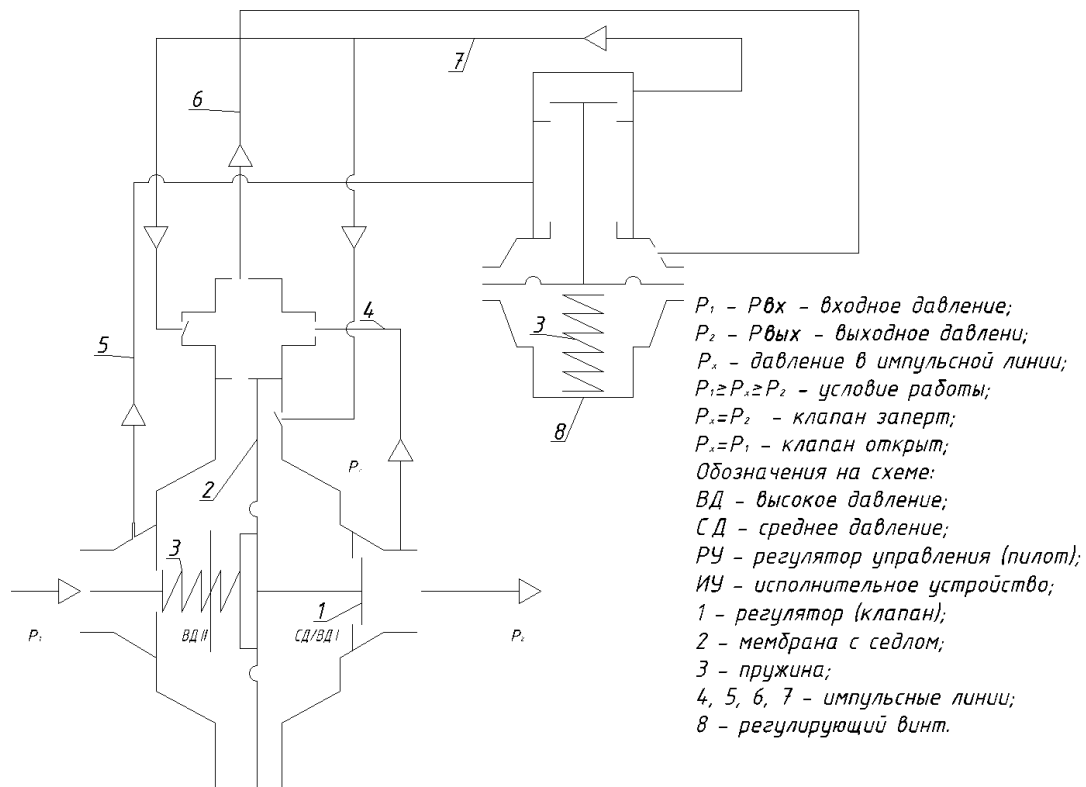 7
6
5
4
3
8
2
Pₓ
3
1
P₁
ВД II
СД/ВД I
P₂
P₁ - Pвх - входное давление;
P₂ - Pвых - выходное давлени;
Pₓ - давление в импульсной линии;
P₁≥Pₓ≥P₂ - условие работы;
Pₓ=P₂ - клапан заперт;
Pₓ=P₁ - клапан открыт;
Обозначения на схеме:
ВД - высокое давление;
СД - среднее давление;
РУ - регулятор управления (пилот);
ИУ - исполнительное устройство;
1 - регулятор (клапан);
2 - мембрана с седлом;
3 - пружина;
4, 5, 6, 7 - импульсные линии;
8 - регулирующий винт.